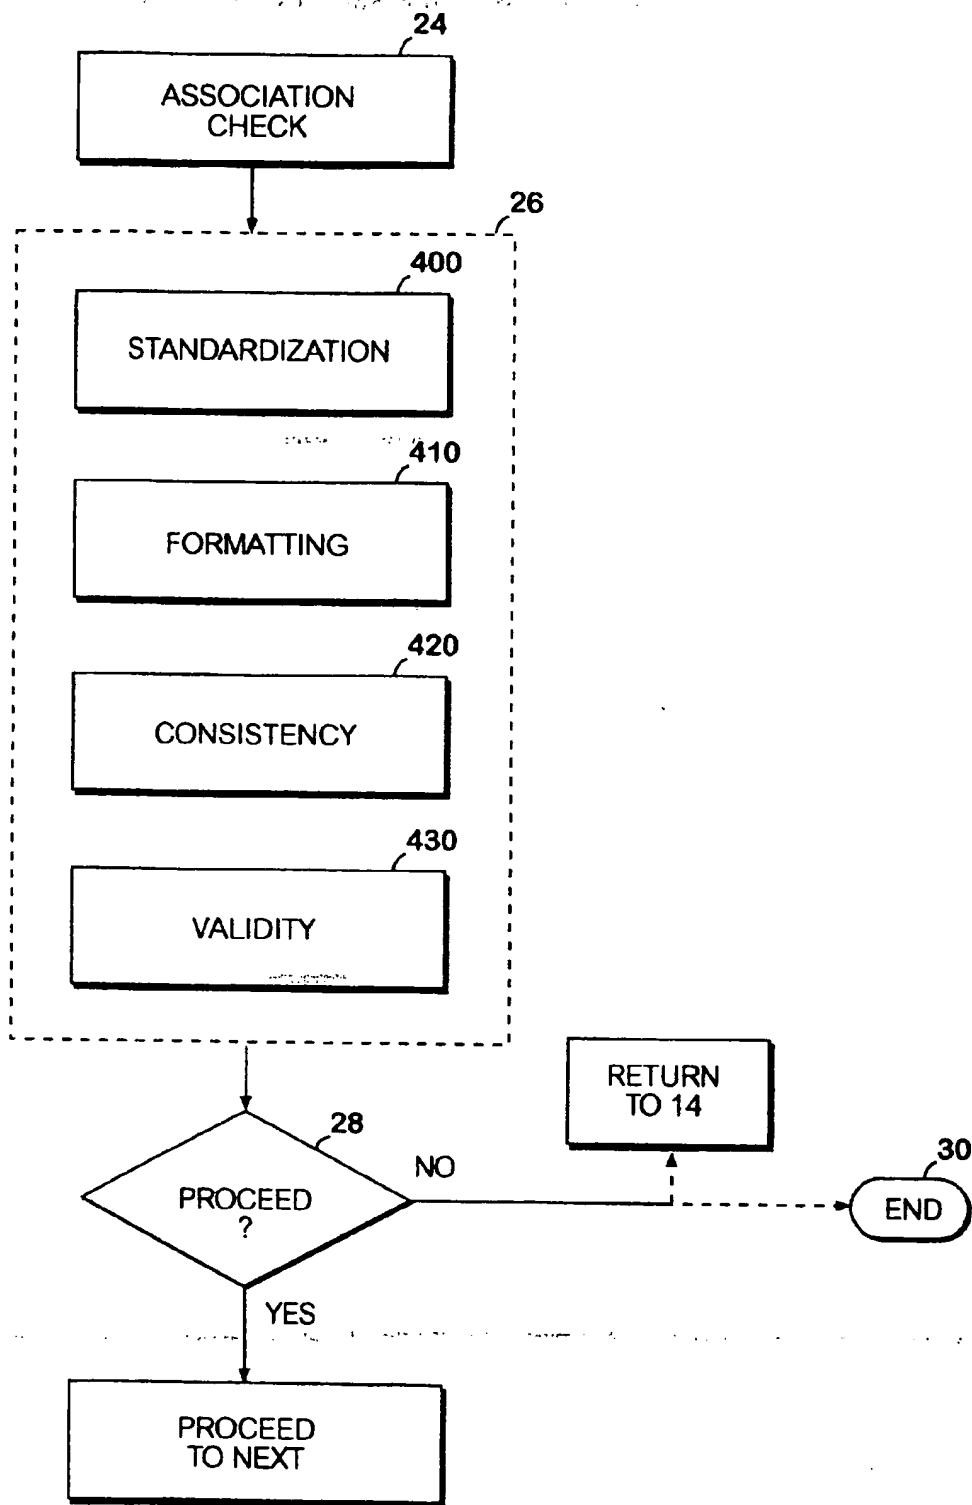 24
ASSOCIATION
CHECK
26
400
STANDARDIZATION
410
FORMATTING
420
CONSISTENCY
430
VALIDITY
RETURN
TO 14
28
NO
30
PROCEED
?
END
YES
PROCEED
TO NEXT